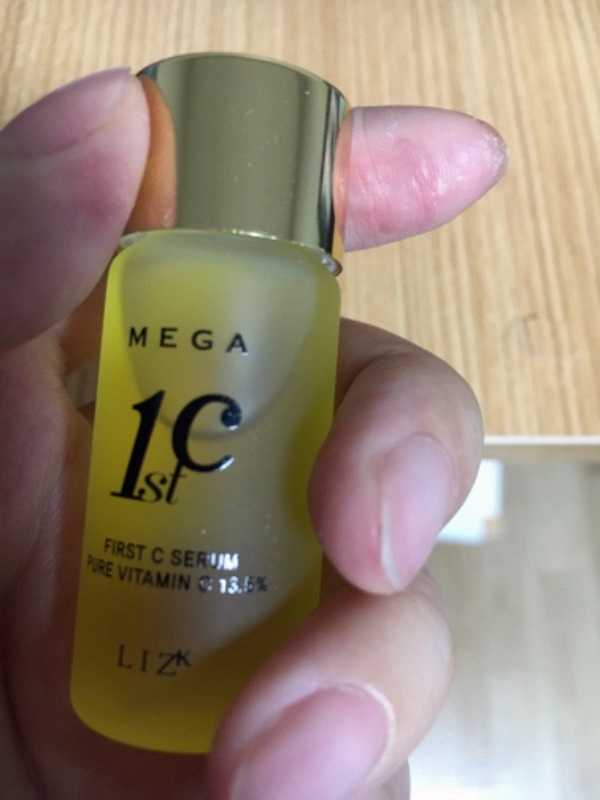 MEGA
1st C
FIRST C SERUM
PURE VITAMIN C 13.5%
LIZK